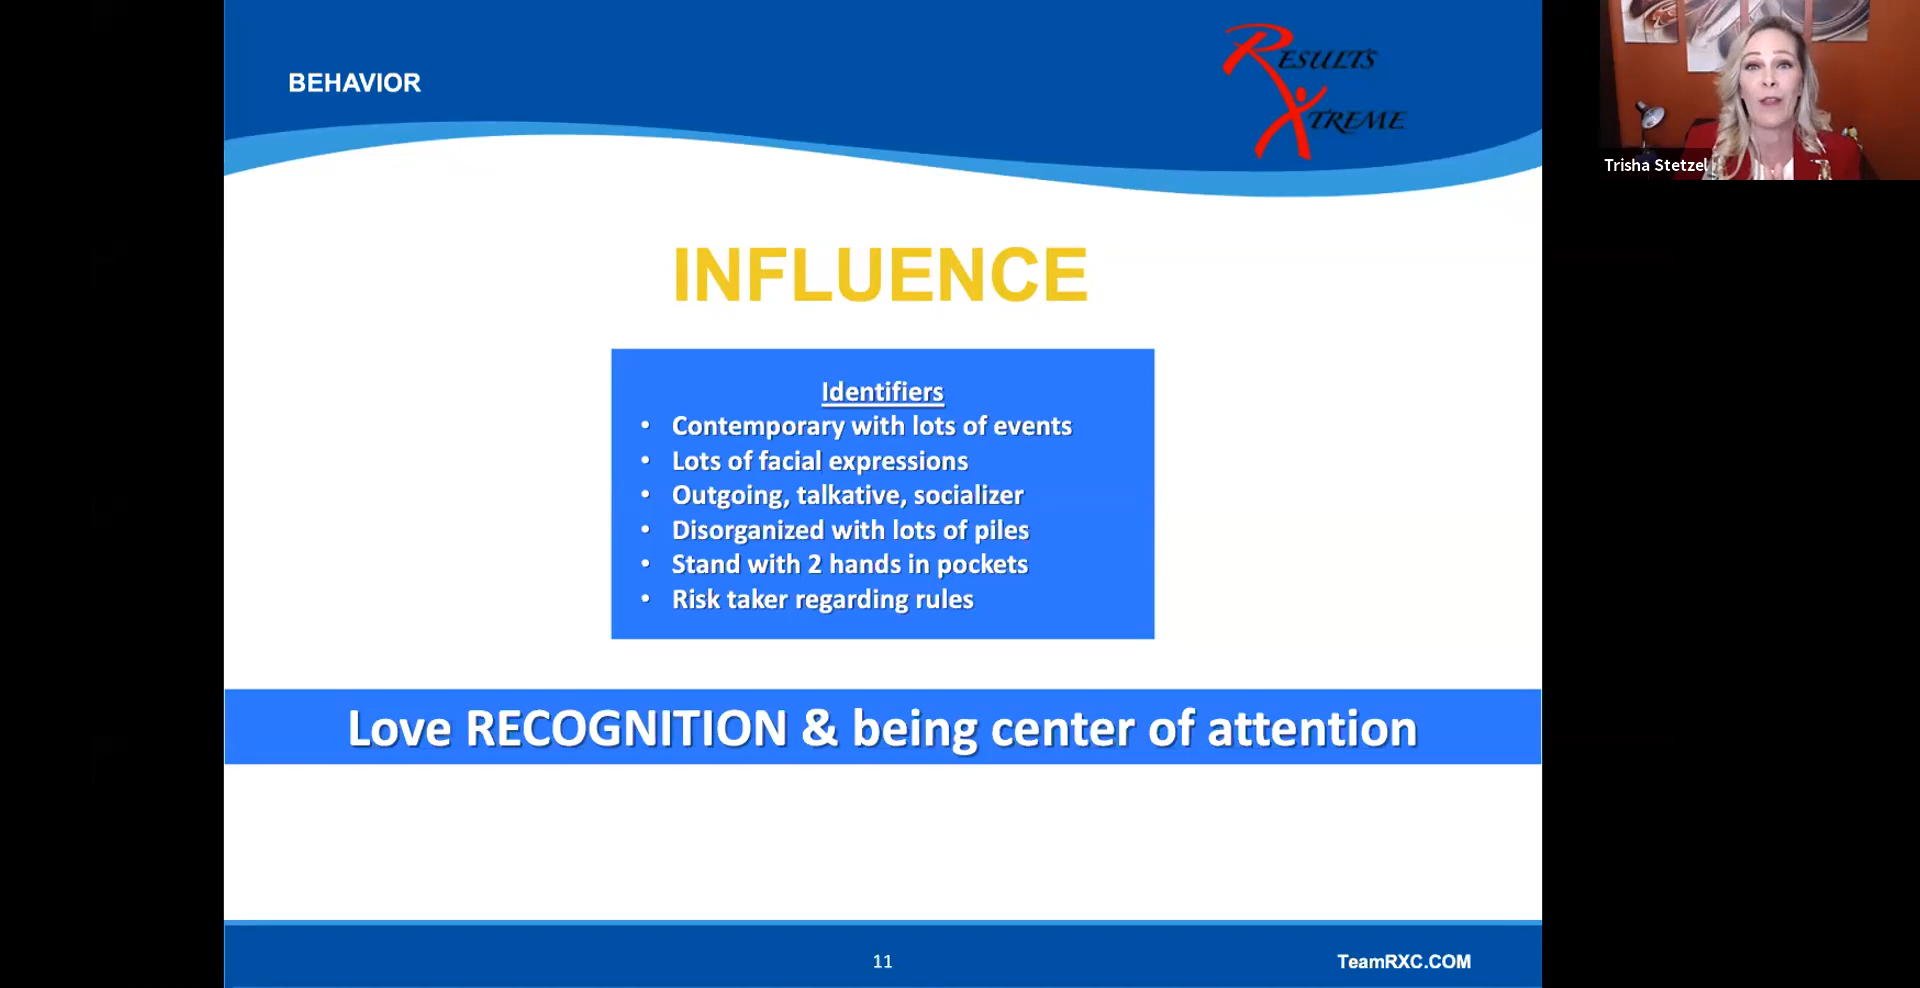 BEHAVIOR
RESULTS
XTREME
Trisha Stetzel
INFLUENCE
Identifiers
• Contemporary with lots of events
• Lots of facial expressions
• Outgoing, talkative, socializer
• Disorganized with lots of piles
• Stand with 2 hands in pockets
• Risk taker regarding rules
Love RECOGNITION & being center of attention
11
TeamRXC.COM